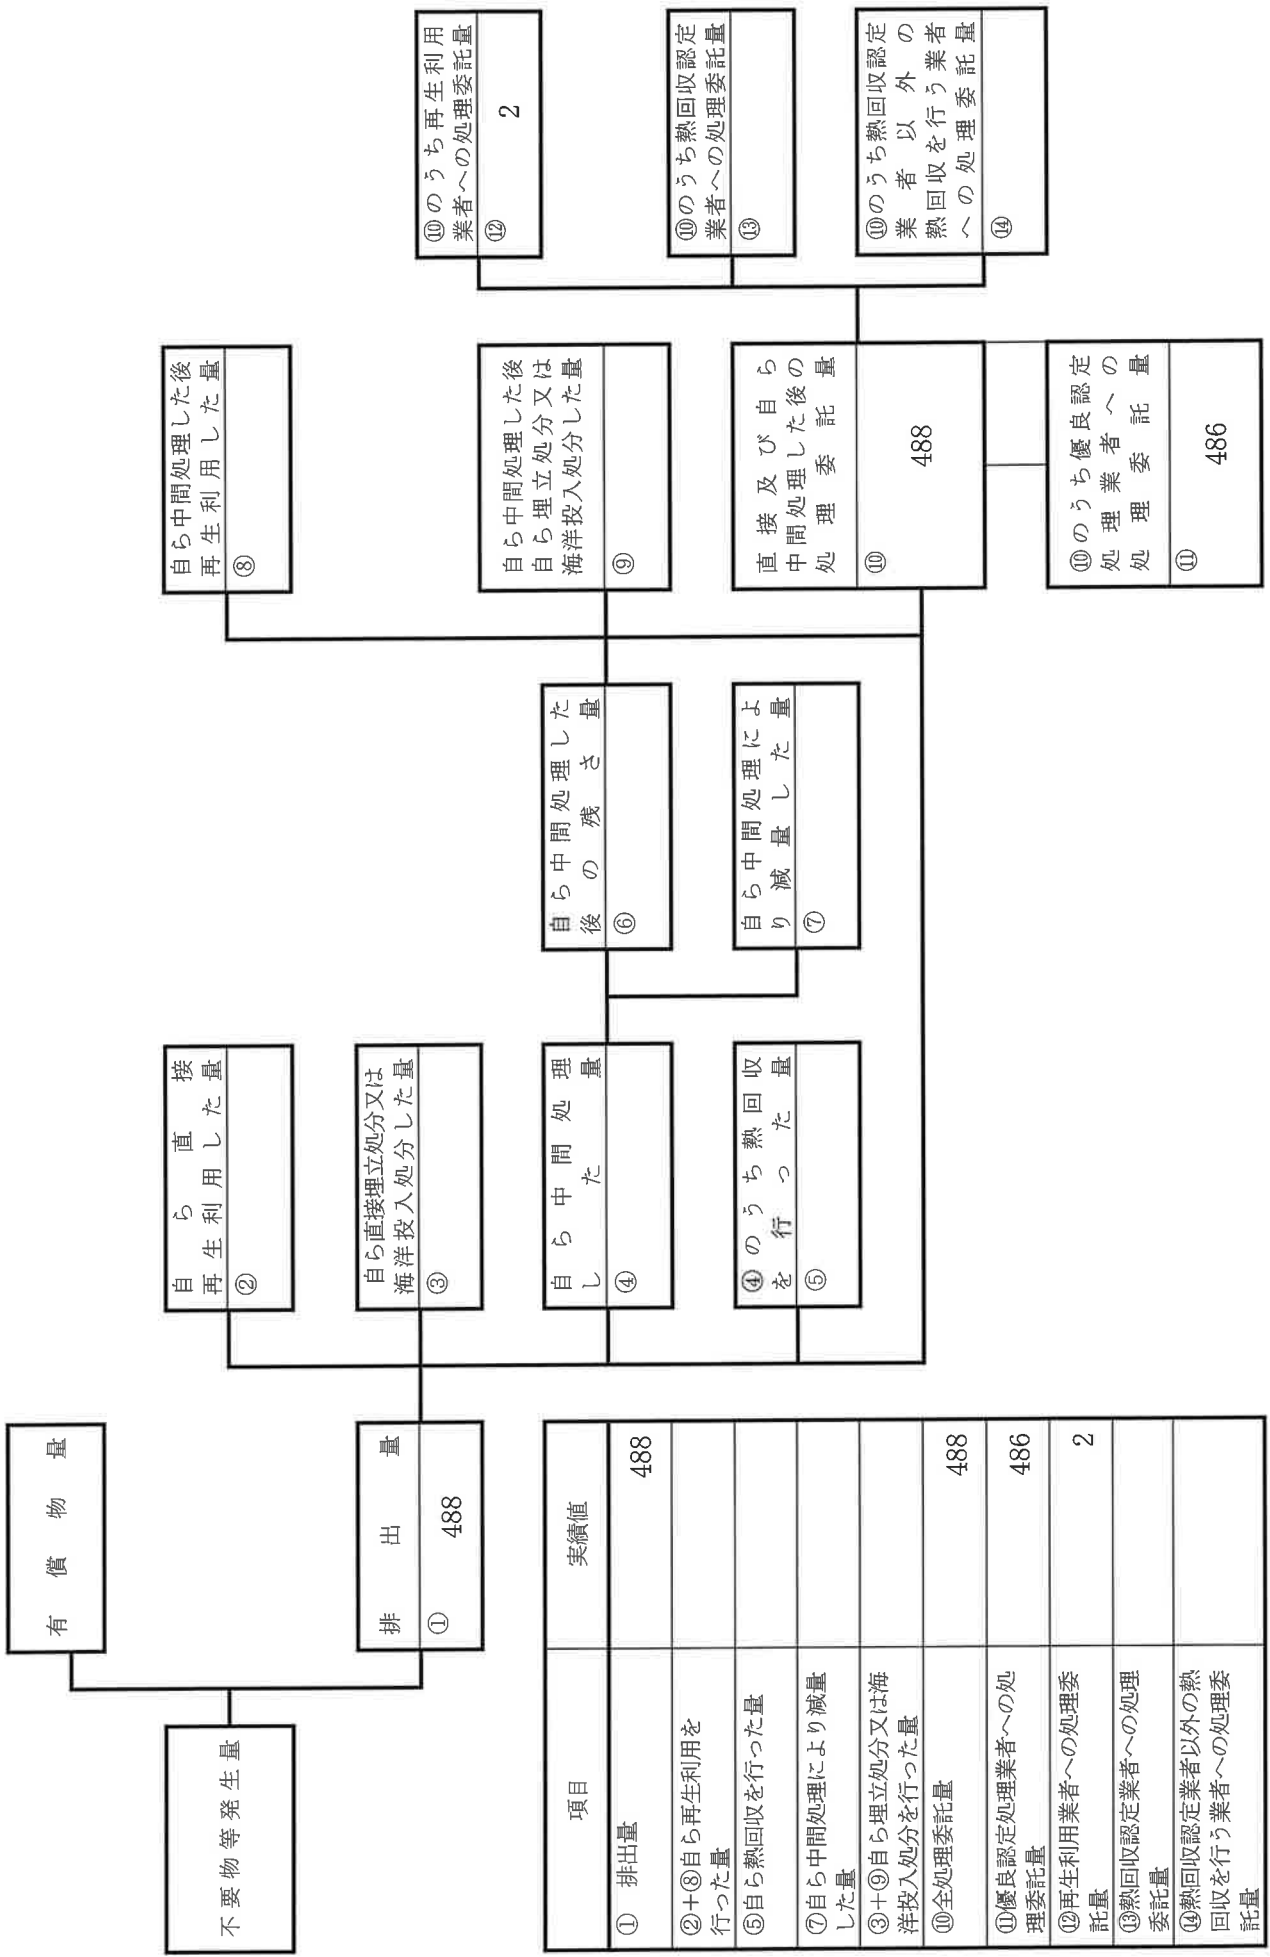 不要物等発生量
有償物量
排出量
①
488
自ら直接
再生利用した量
②
自ら直接埋立処分又は
海洋投入処分した量
③
自ら中間処理
した量
④
④のうち熱回収
を行った量
⑤
自ら中間処理した
後の残さ量
⑥
自ら中間処理によ
り減量した量
⑦
自ら中間処理した後
再生利用した量
⑧
自ら中間処理した後
自ら埋立処分又は
海洋投入処分した量
⑨
直接及び自ら
中間処理した後の
処理委託量
⑩
488
⑩のうち優良認定
処理業者への
処理委託量
⑪
486
⑩のうち再生利用
業者への処理委託量
⑫
2
⑩のうち熱回収認定
業者への処理委託量
⑬
⑩のうち熱回収認定
業者以外の
熱回収を行う業者
への処理委託量
⑭
項目 実績値
① 排出量 488
②+⑧自ら再生利用を
行った量
⑤自ら熱回収を行った量
⑦自ら中間処理により減量
した量
③+⑨自ら埋立処分又は海
洋投入処分を行った量
⑩全処理委託量 488
⑪優良認定処理業者への処
理委託量 486
⑫再生利用業者への処理委
託量 2
⑬熱回収認定業者への処理
委託量
⑭熱回収認定業者以外の熱
回収を行う業者への処理委
託量